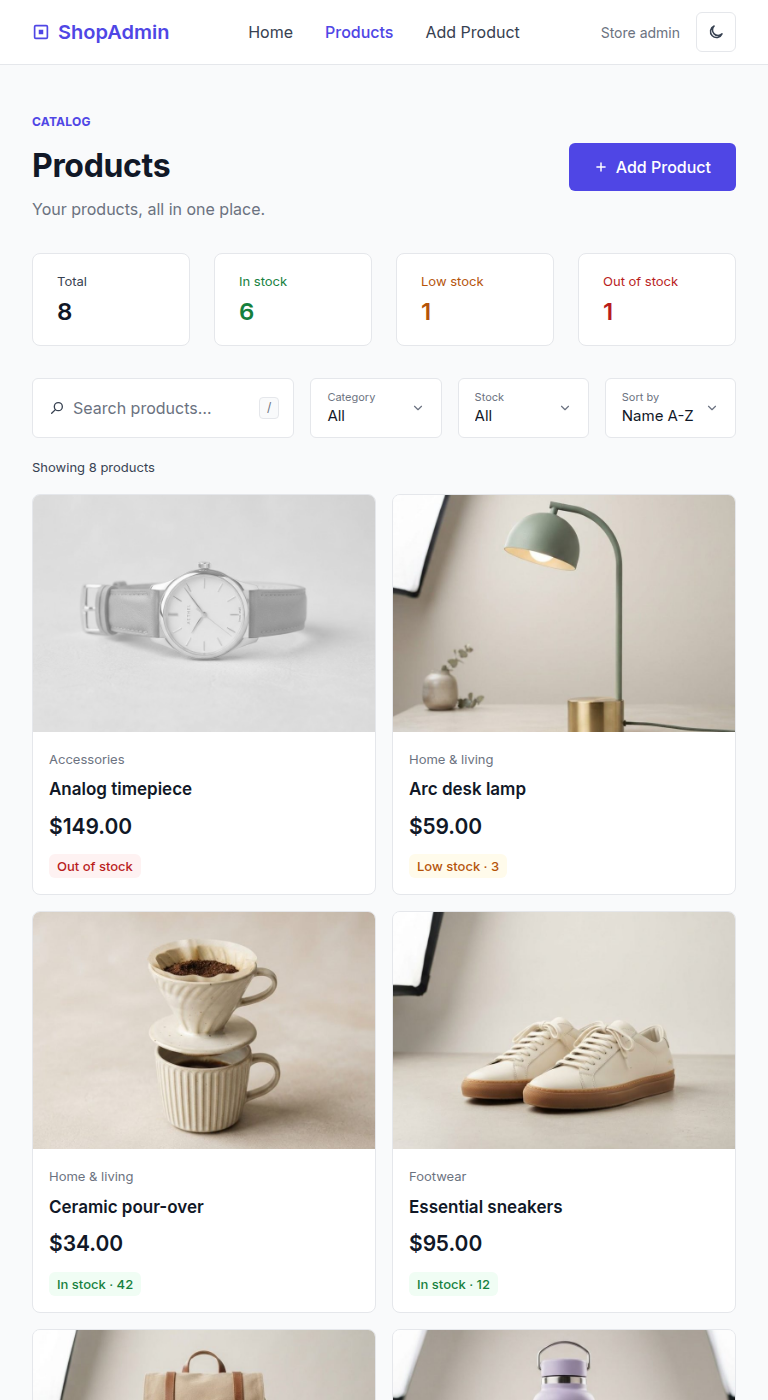 ShopAdmin
Home
Products
Add Product
Store admin
CATALOG
Products
+ Add Product
Your products, all in one place.
Total
8
In stock
6
Low stock
1
Out of stock
1
Search products...
/
Category
All
Stock
All
Sort by
Name A-Z
Showing 8 products
Accessories
Analog timepiece
$149.00
Out of stock
Home & living
Arc desk lamp
$59.00
Low stock · 3
Home & living
Ceramic pour-over
$34.00
In stock · 42
Footwear
Essential sneakers
$95.00
In stock · 12